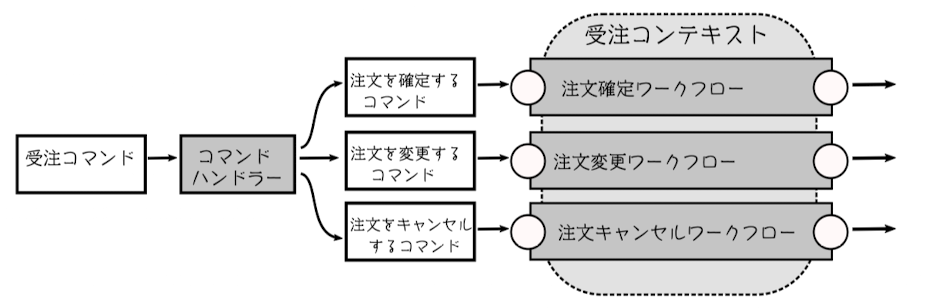 受注コンテキスト
受注コマンド
コマンド
ハンドラー
注文を確定する
コマンド
注文確定ワークフロー
注文を変更する
コマンド
注文変更ワークフロー
注文をキャンセル
するコマンド
注文キャンセルワークフロー